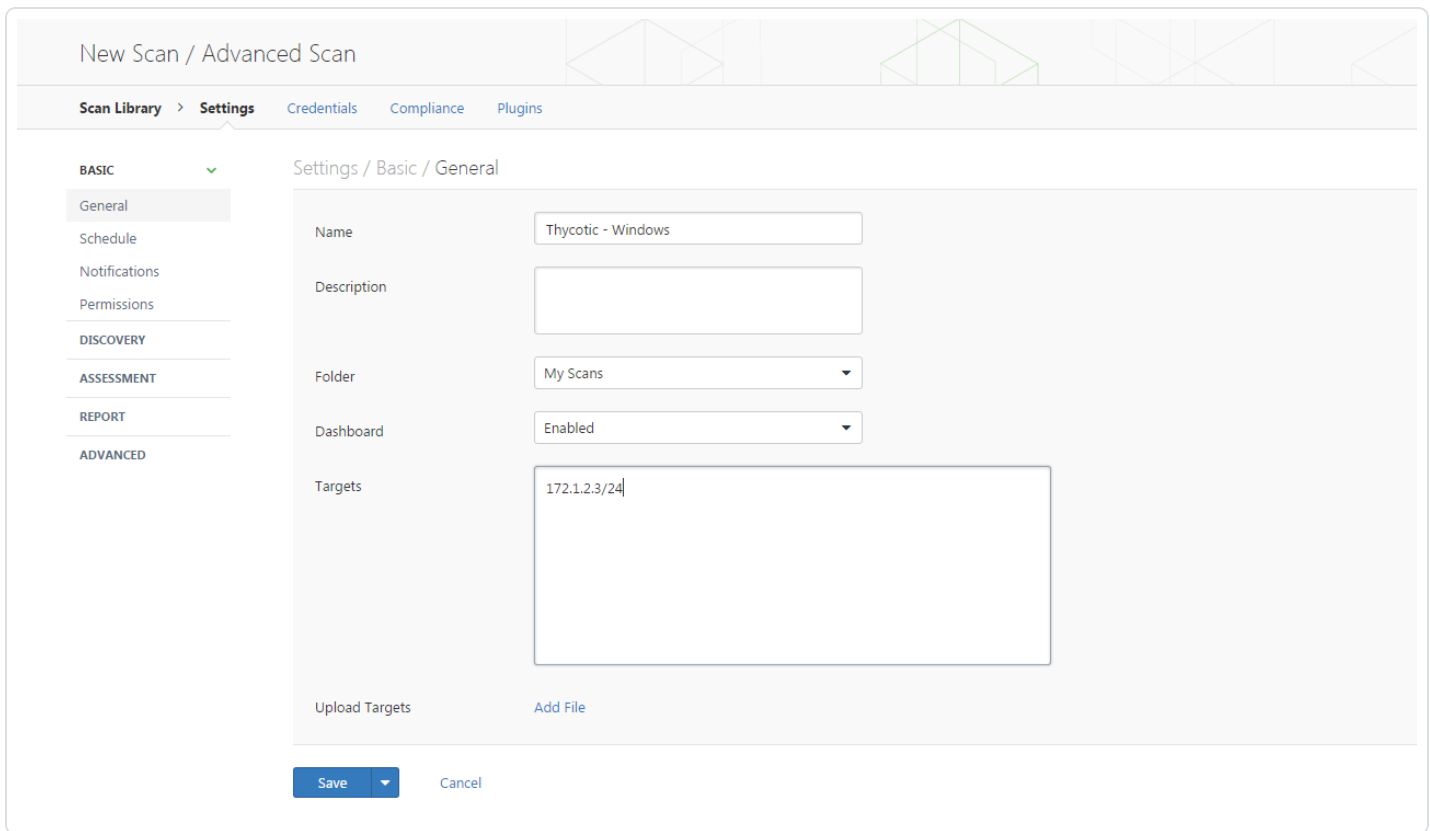 New Scan / Advanced Scan
Scan Library > Settings Credentials Compliance Plugins
BASIC
General
Schedule
Notifications
Permissions
DISCOVERY
ASSESSMENT
REPORT
ADVANCED
Settings / Basic / General
Name Thycotic - Windows
Description
Folder My Scans
Dashboard Enabled
Targets 172.1.2.3/24
Upload Targets Add File
Save Cancel